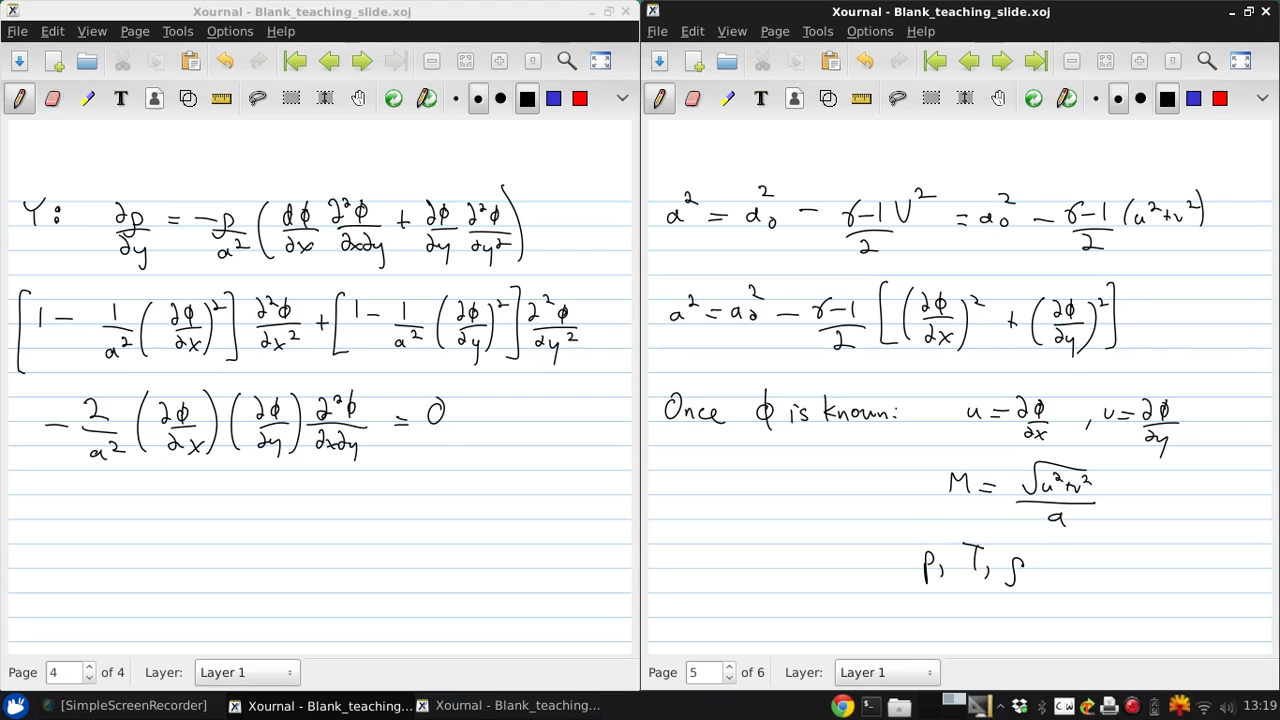 Xournal - Blank_teaching_slide.xoj
File Edit View Page Tools Options Help
Y: ∂ρ/∂y = -ρ/a² (dϕ/∂x ∂²ϕ/∂x∂y + ∂ϕ/∂y ∂²ϕ/∂y²)
[1 - 1/a² (∂ϕ/∂x)²] ∂²ϕ/∂x² + [1 - 1/a² (∂ϕ/∂y)²] ∂²ϕ/∂y²
- 2/a² (∂ϕ/∂x) (∂ϕ/∂y) ∂²ϕ/∂x∂y = 0
Page 4 of 4 Layer: Layer 1
Xournal - Blank_teaching_slide.xoj
File Edit View Page Tools Options Help
a² = a₀² - γ-1/2 V² = a₀² - γ-1/2 (u²+v²)
a² = a₀² - γ-1/2 [(∂ϕ/∂x)² + (∂ϕ/∂y)²]
Once ϕ is known: u = ∂ϕ/∂x , v = ∂ϕ/∂y
M = √(u²+v²)/a
p, T, ρ
Page 5 of 6 Layer: Layer 1
[SimpleScreenRecorder] Xournal - Blank_teaching_... Xournal - Blank_teaching_... 13:19